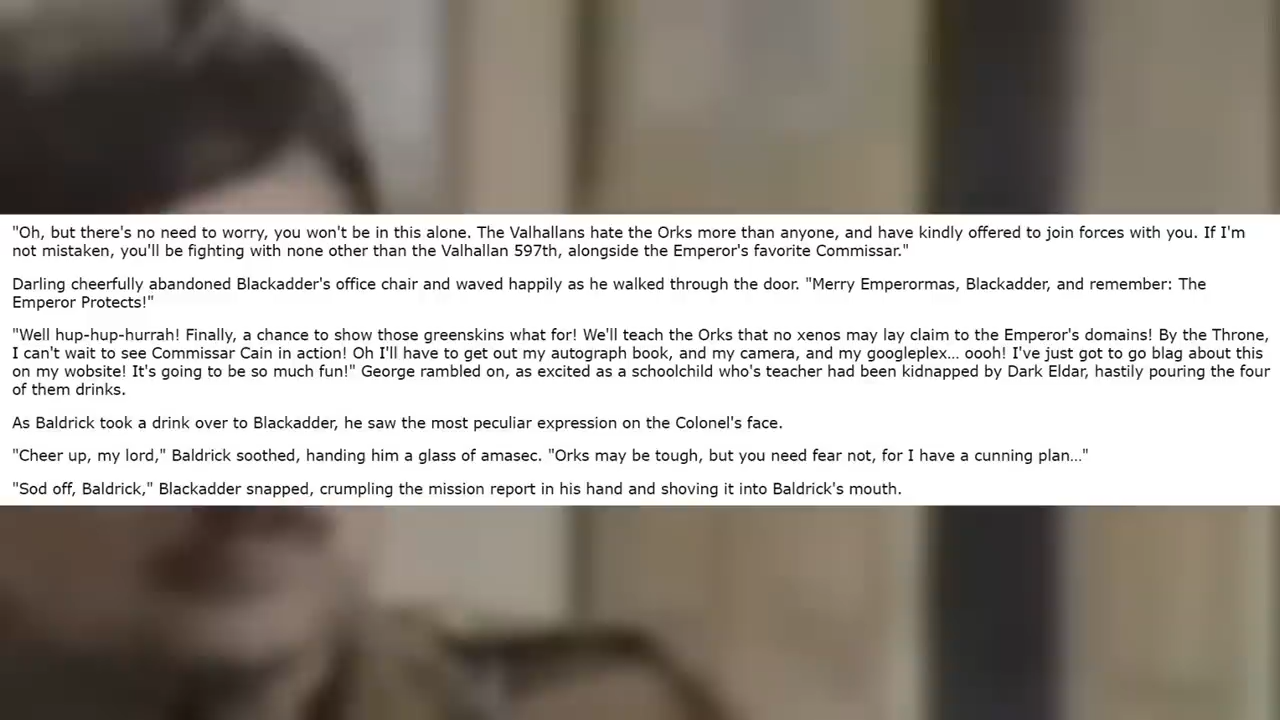 "Oh, but there's no need to worry, you won't be in this alone. The Valhallans hate the Orks more than anyone, and have kindly offered to join forces with you. If I'm
not mistaken, you'll be fighting with none other than the Valhallan 597th, alongside the Emperor's favorite Commissar."
Darling cheerfully abandoned Blackadder's office chair and waved happily as he walked through the door. "Merry Emperormas, Blackadder, and remember: The
Emperor Protects!"
"Well hup-hup-hurrah! Finally, a chance to show those greenskins what for! We'll teach the Orks that no xenos may lay claim to the Emperor's domains! By the Throne,
I can't wait to see Commissar Cain in action! Oh I'll have to get out my autograph book, and my camera, and my googleplex... oooh! I've just got to go blag about this
on my wobsite! It's going to be so much fun!" George rambled on, as excited as a schoolchild who's teacher had been kidnapped by Dark Eldar, hastily pouring the four
of them drinks.
As Baldrick took a drink over to Blackadder, he saw the most peculiar expression on the Colonel's face.
"Cheer up, my lord," Baldrick soothed, handing him a glass of amasec. "Orks may be tough, but you need fear not, for I have a cunning plan..."
"Sod off, Baldrick," Blackadder snapped, crumpling the mission report in his hand and shoving it into Baldrick's mouth.